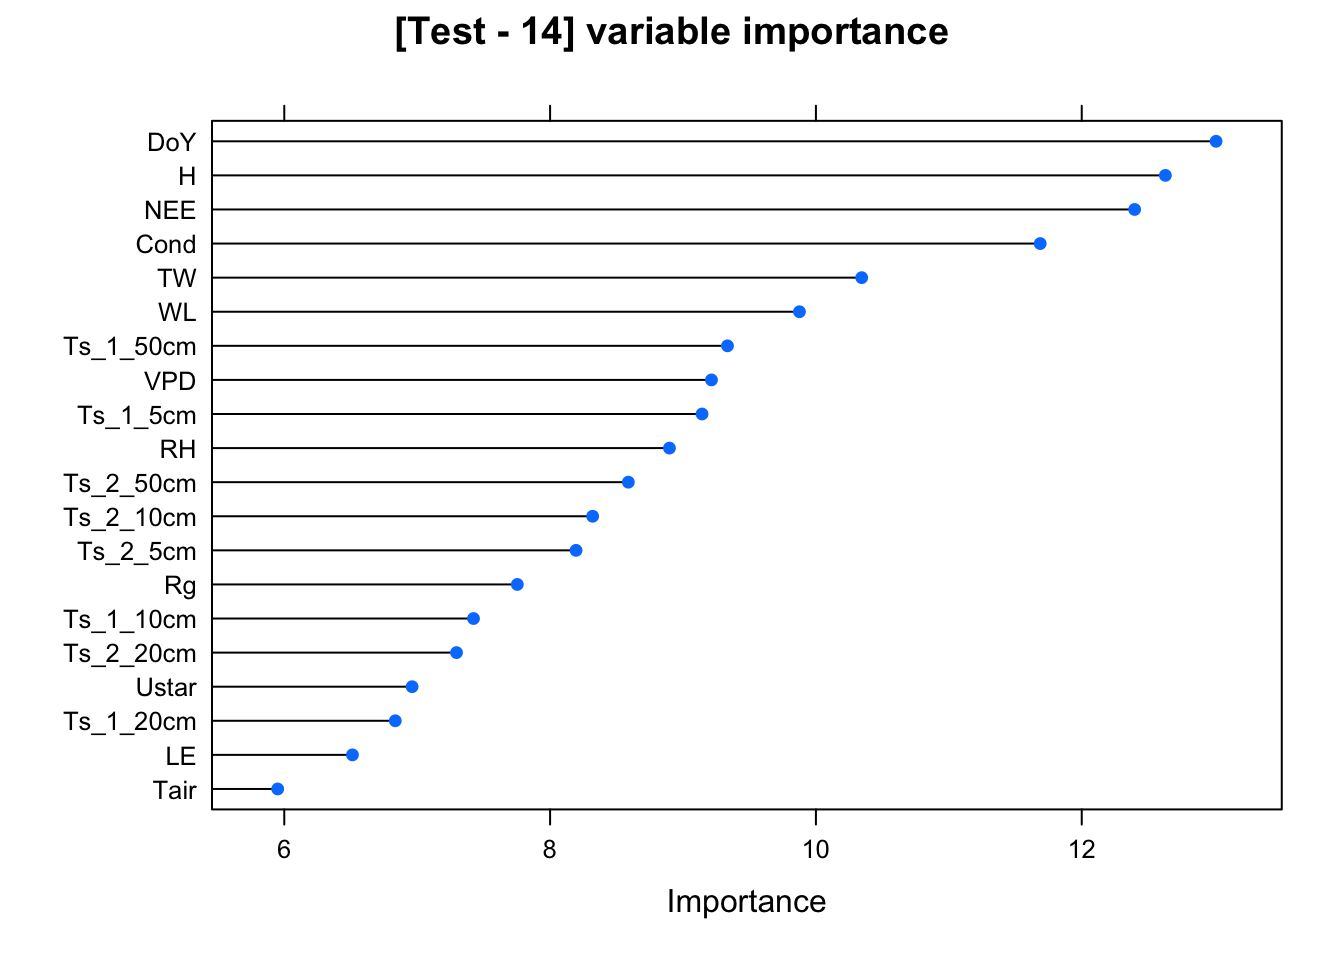 [Test - 14] variable importance
DoY
H
NEE
Cond
TW
WL
Ts_1_50cm
VPD
Ts_1_5cm
RH
Ts_2_50cm
Ts_2_10cm
Ts_2_5cm
Rg
Ts_1_10cm
Ts_2_20cm
Ustar
Ts_1_20cm
LE
Tair
6 8 10 12
Importance